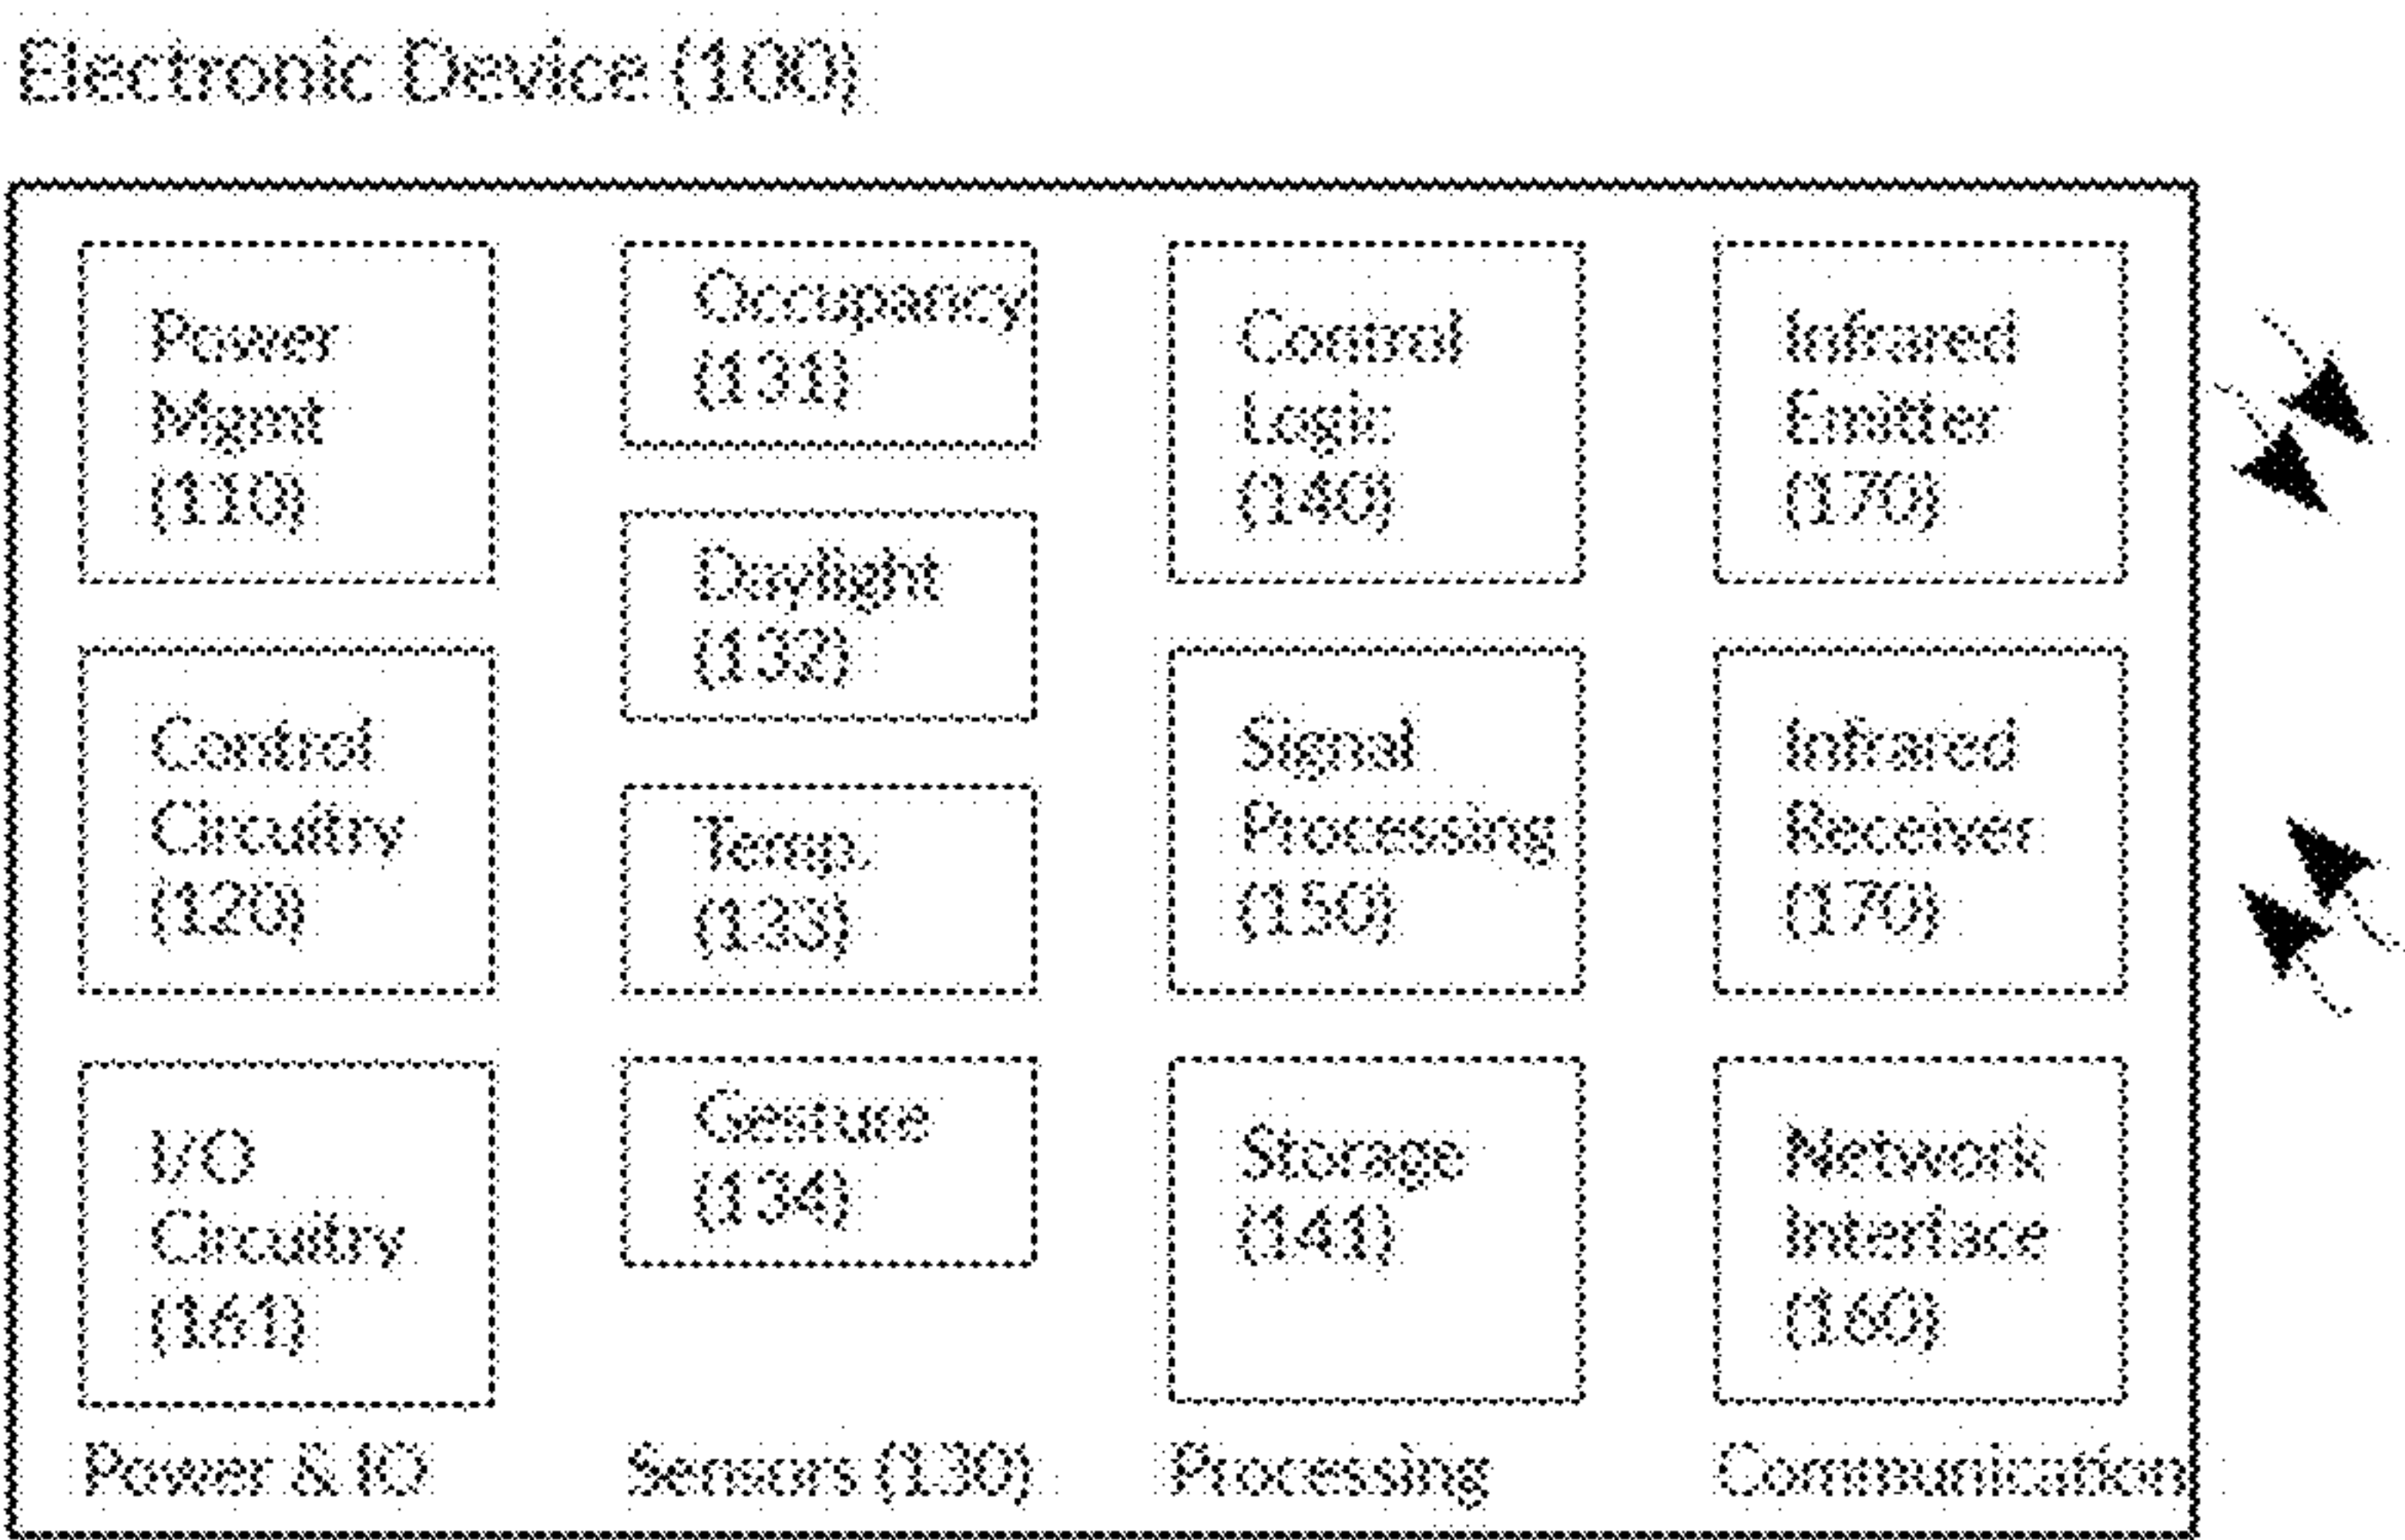 Electronic Device (100)
Power
Mgmt
(110)
Control
Circuitry
(120)
I/O
Circuitry
(161)
Power & IO
Occupancy
(131)
Daylight
(132)
Temp.
(133)
Gesture
(134)
Sensors (130)
Control
Logic
(140)
Signal
Processing
(150)
Storage
(141)
Processing
Infrared
Emitter
(170)
Infrared
Receiver
(170)
Network
Interface
(160)
Communication